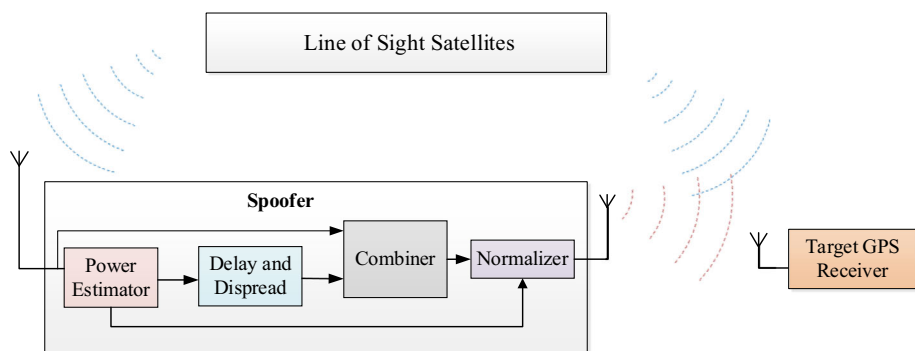 Line of Sight Satellites
Spoofer
Power
Estimator
Delay and
Dispread
Combiner
Normalizer
Target GPS
Receiver